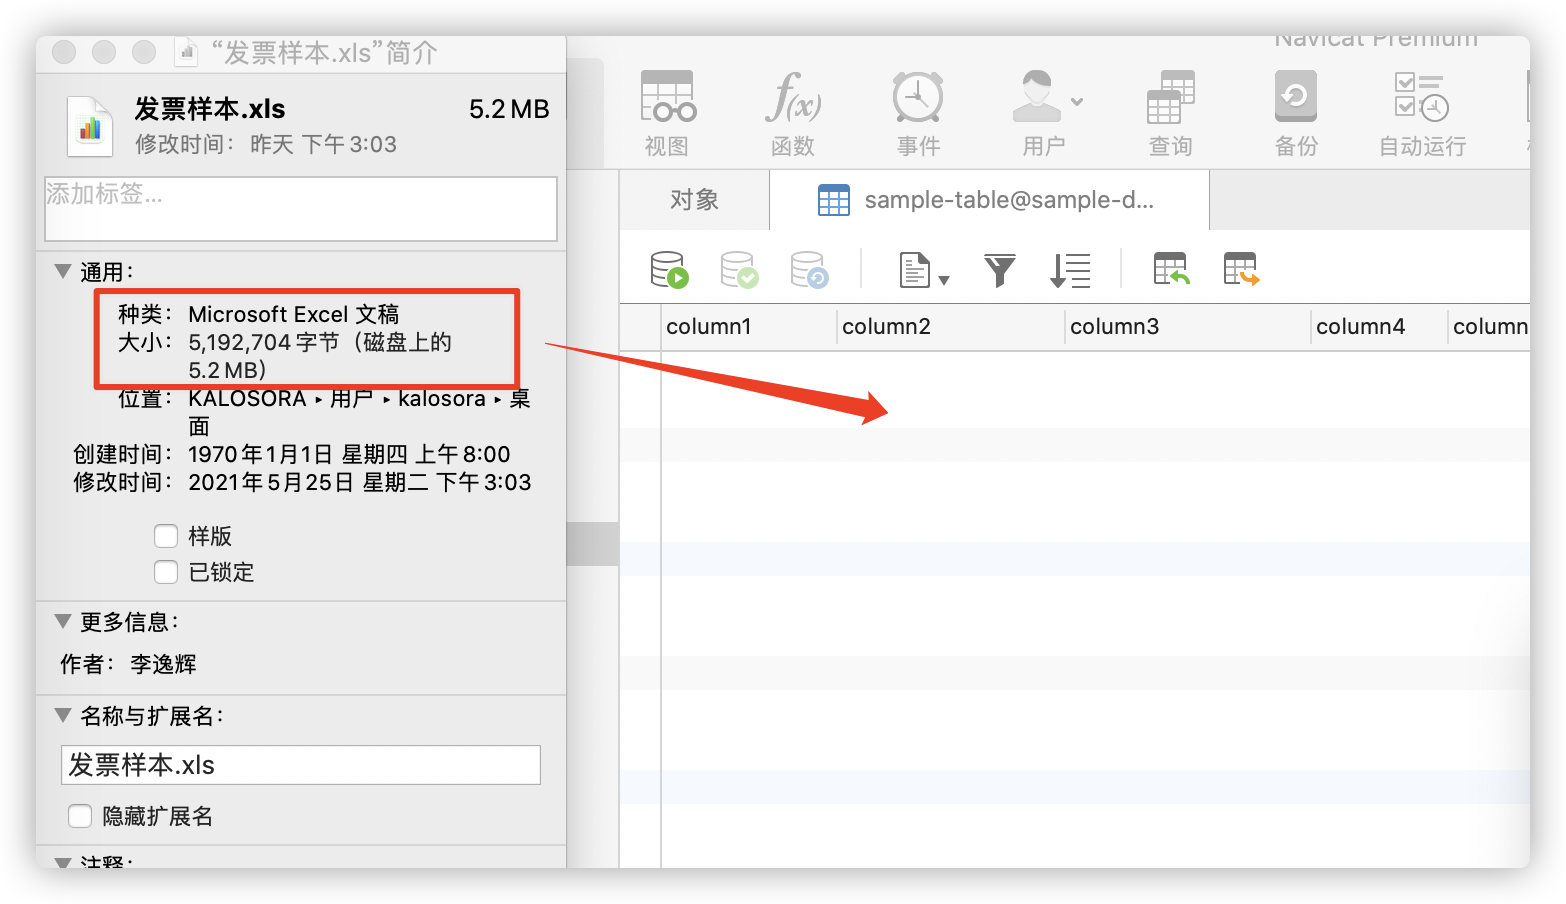 “发票样本.xls”简介
发票样本.xls 5.2 MB
修改时间： 昨天 下午 3:03
添加标签...
通用：
种类： Microsoft Excel 文稿
大小： 5,192,704 字节（磁盘上的
5.2 MB）
位置： KALOSORA ▸ 用户 ▸ kalosora ▸ 桌
面
创建时间： 1970年1月1日 星期四 上午8:00
修改时间： 2021年5月25日 星期二 下午3:03
样版
已锁定
更多信息：
作者： 李逸辉
名称与扩展名：
发票样本.xls
隐藏扩展名
注释：
Navicat Premium
视图 函数 事件 用户 查询 备份 自动运行
对象 sample-table@sample-d...
column1 column2 column3 column4 column